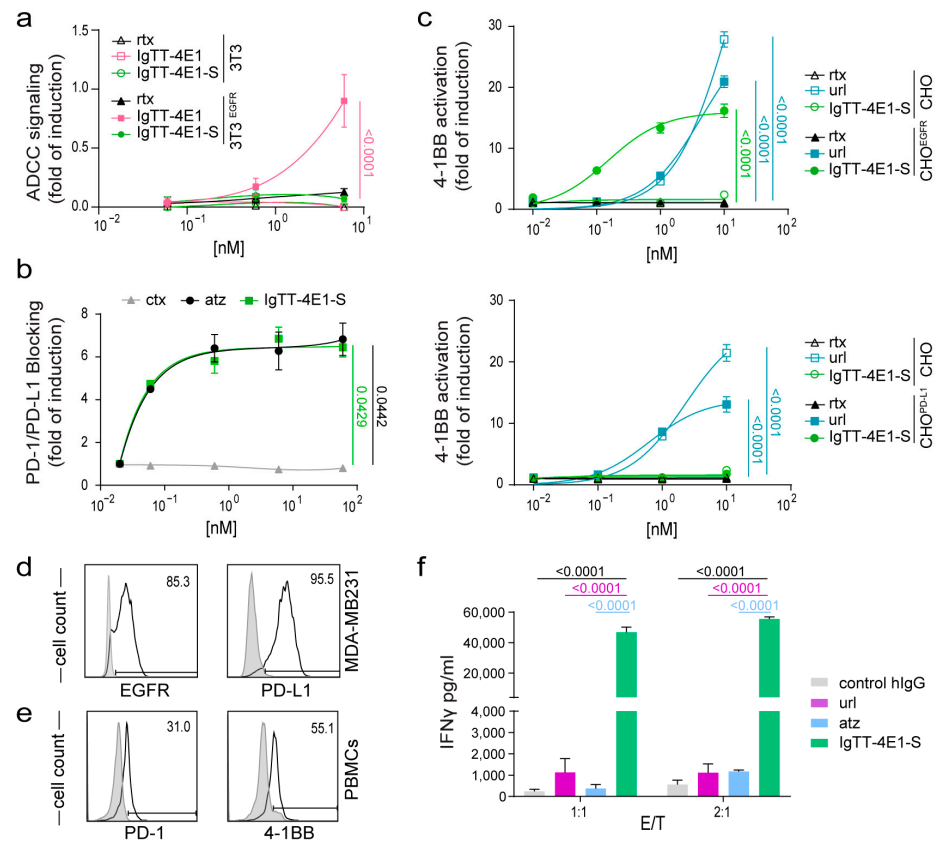 a
ADCC signaling
(fold of induction)
1.5
1.0
0.5
0.0
10⁻²
10⁻¹
10⁰
10¹
[nM]
rtx
IgTT-4E1
IgTT-4E1-S
3T3
rtx
IgTT-4E1
IgTT-4E1-S
3T3 EGFR
<0.0001
b
ctx
atz
IgTT-4E1-S
PD-1/PD-L1 Blocking
(fold of induction)
8
6
4
2
0
10⁻²
10⁻¹
10⁰
10¹
10²
[nM]
0.0429
0.0442
c
4-1BB activation
(fold of induction)
30
20
10
0
10⁻²
10⁻¹
10⁰
10¹
10²
[nM]
<0.0001
<0.0001
<0.0001
rtx
url
IgTT-4E1-S
CHO
rtx
url
IgTT-4E1-S
CHOEGFR
4-1BB activation
(fold of induction)
30
20
10
0
10⁻²
10⁻¹
10⁰
10¹
10²
[nM]
<0.0001
<0.0001
rtx
url
IgTT-4E1-S
CHO
rtx
url
IgTT-4E1-S
CHOPD-L1
d
cell count
85.3
EGFR
95.5
PD-L1
MDA-MB231
e
cell count
31.0
PD-1
55.1
4-1BB
PBMCs
f
<0.0001
<0.0001
<0.0001
<0.0001
<0.0001
<0.0001
IFNγ pg/ml
60,000
40,000
20,000
4,000
3,000
2,000
1,000
0
1:1
2:1
E/T
control hIgG
url
atz
IgTT-4E1-S